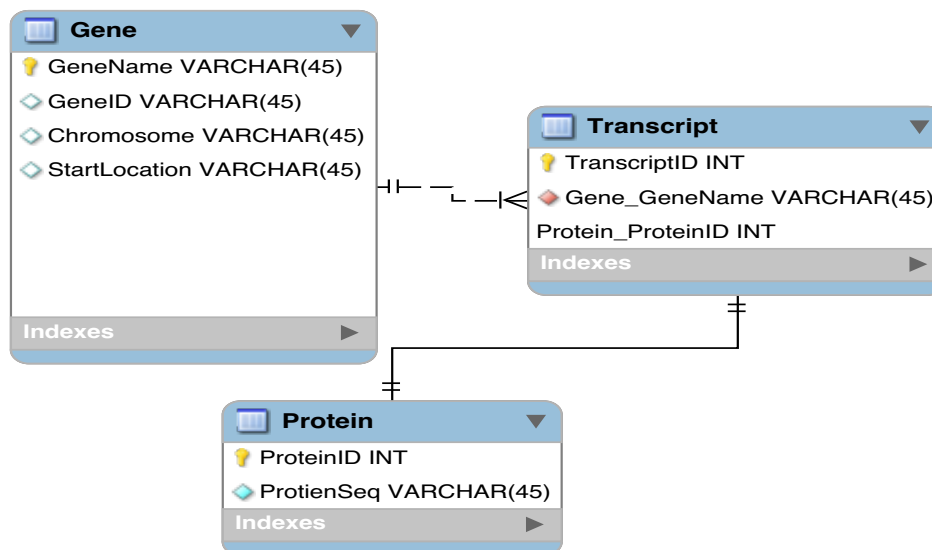 Gene
GeneName VARCHAR(45)
GeneID VARCHAR(45)
Chromosome VARCHAR(45)
StartLocation VARCHAR(45)
Indexes
Transcript
TranscriptID INT
Gene_GeneName VARCHAR(45)
Protein_ProteinID INT
Indexes
Protein
ProteinID INT
ProtienSeq VARCHAR(45)
Indexes